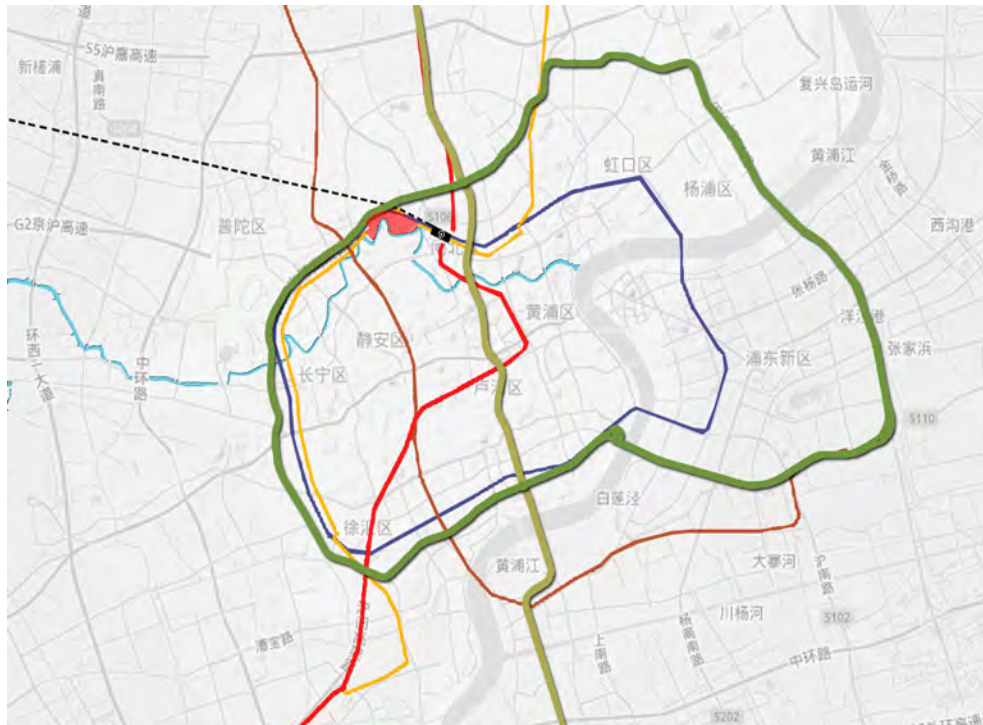 道
S5沪嘉高速
新槎浦
真南路
复兴岛运河
黄浦江
金杨路
虹口区
杨浦区
普陀区
G2京沪高速
西沟港
张杨路
黄浦区
静安区
洋泾港
张家浜
环西一大道
中环路
长宁区
卢湾区
浦东新区
S110
白莲泾
徐汇区
黄浦江
大寨河
川杨河
S102
漕宝路
上南路
杨高南路
中环路
S202